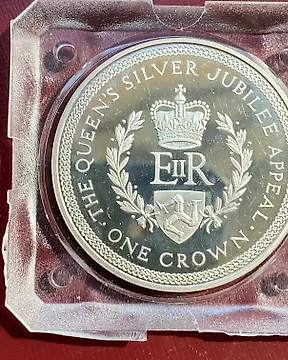 THE QUEEN'S SILVER JUBILEE APPEAL
EIIR
· ONE CROWN ·